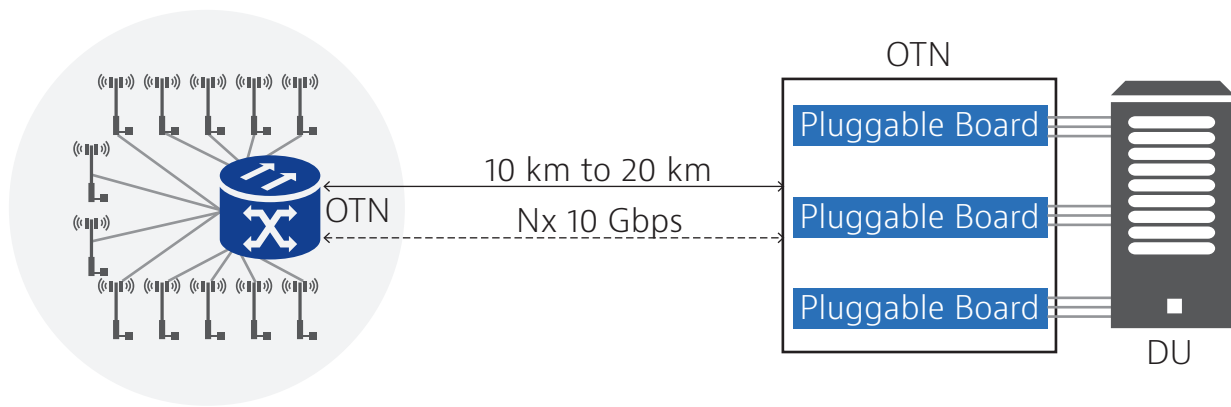 OTN
Pluggable Board
10 km to 20 km
OTN
Nx 10 Gbps
Pluggable Board
Pluggable Board
DU